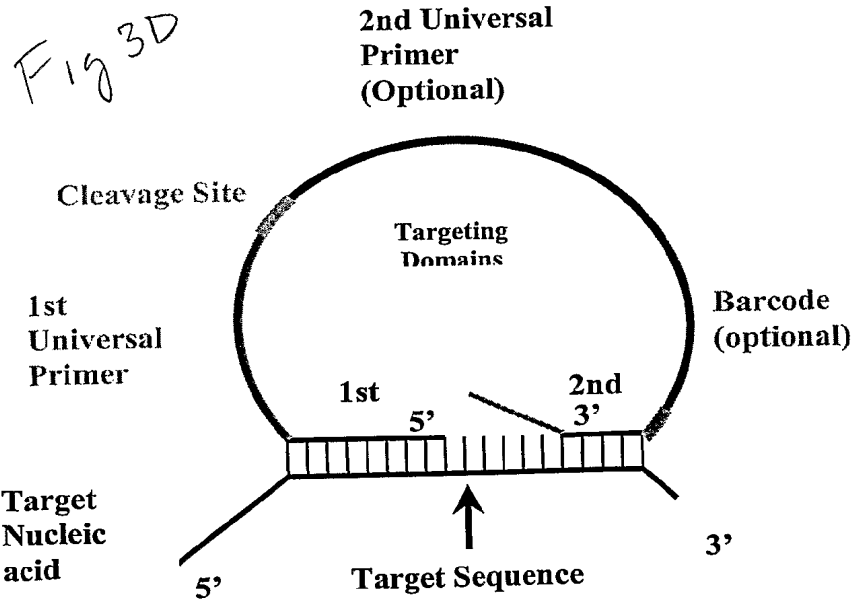 Fig 3D
2nd Universal
Primer
(Optional)
Cleavage Site
Targeting
Domains
1st
Universal
Primer
Barcode
(optional)
1st
2nd
5’
3’
Target
Nucleic
acid
5’
Target Sequence
3’